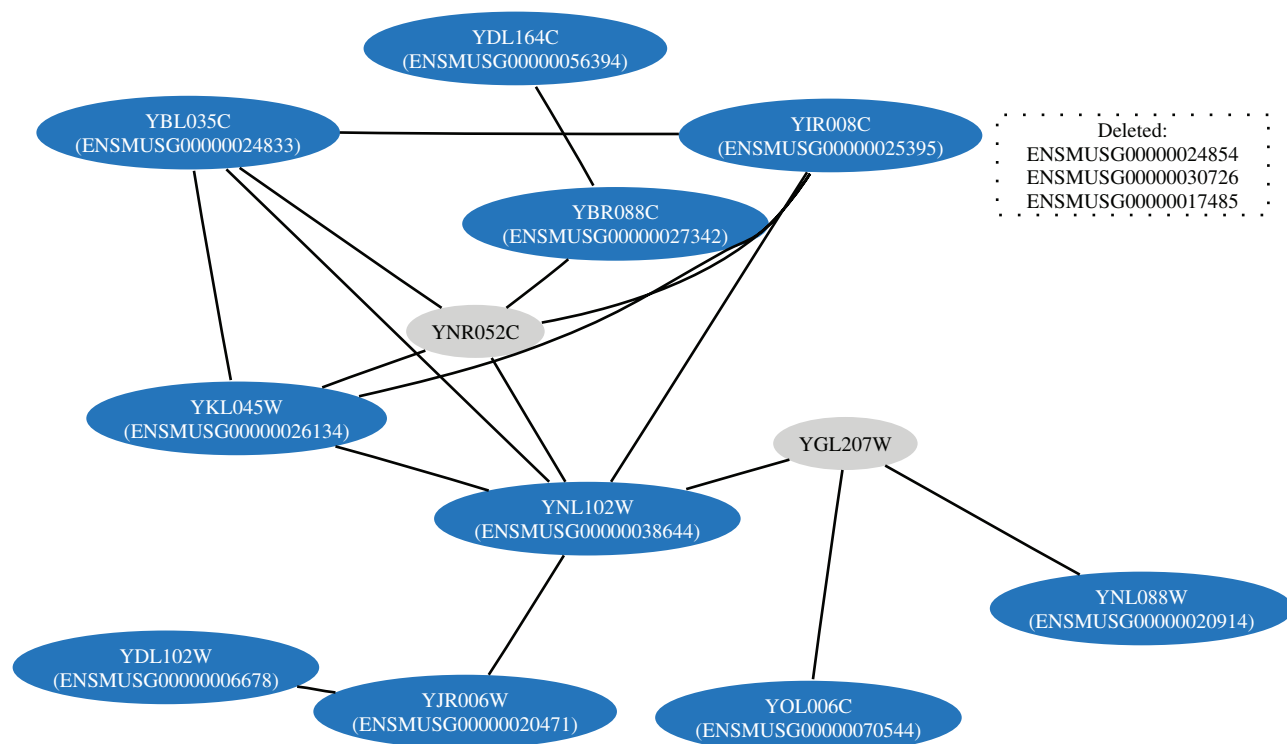 YDL164C
(ENSMUSG00000056394)
YBL035C
(ENSMUSG00000024833)
YIR008C
(ENSMUSG00000025395)
Deleted:
ENSMUSG00000024854
ENSMUSG00000030726
ENSMUSG00000017485
YBR088C
(ENSMUSG00000027342)
YNR052C
YKL045W
(ENSMUSG00000026134)
YGL207W
YNL102W
(ENSMUSG00000038644)
YNL088W
(ENSMUSG00000020914)
YDL102W
(ENSMUSG00000006678)
YJR006W
(ENSMUSG00000020471)
YOL006C
(ENSMUSG00000070544)